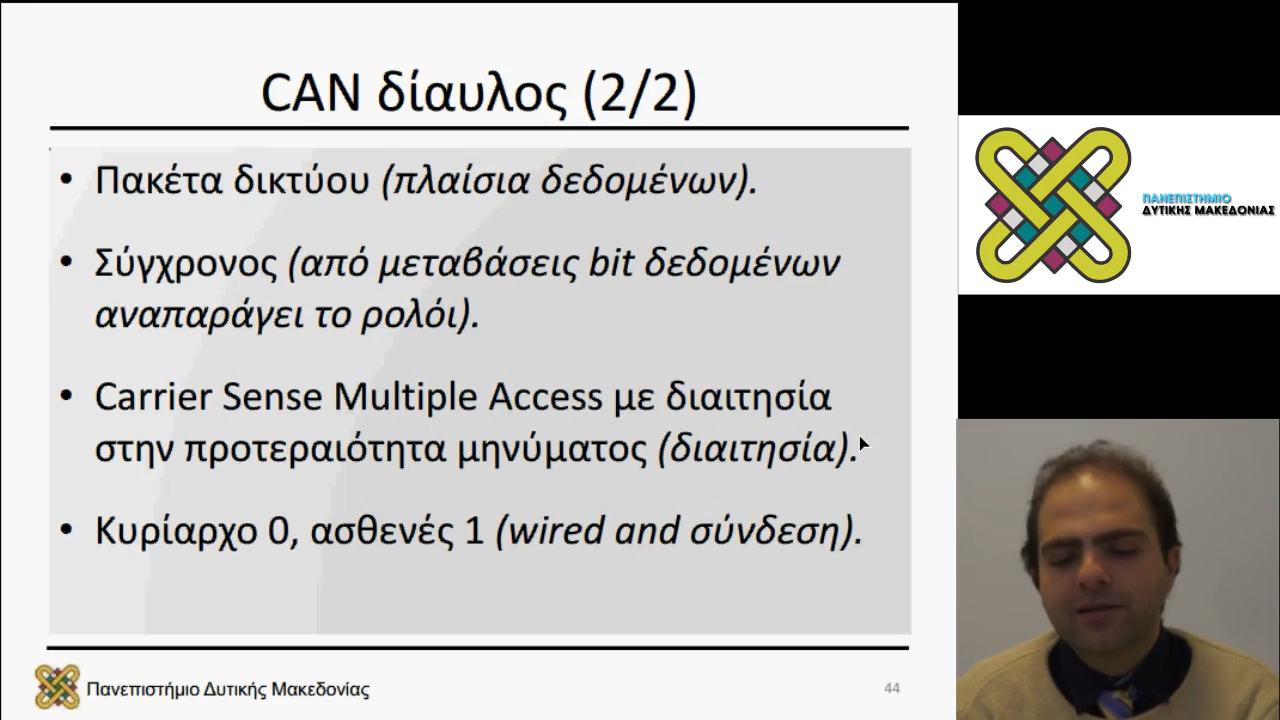 CAN δίαυλος (2/2)
• Πακέτα δικτύου (πλαίσια δεδομένων).
• Σύγχρονος (από μεταβάσεις bit δεδομένων
αναπαράγει το ρολόι).
• Carrier Sense Multiple Access με διαιτησία
στην προτεραιότητα μηνύματος (διαιτησία).
• Κυρίαρχο 0, ασθενές 1 (wired and σύνδεση).
Πανεπιστήμιο Δυτικής Μακεδονίας
44
ΠΑΝΕΠΙΣΤΗΜΙΟ
ΔΥΤΙΚΗΣ ΜΑΚΕΔΟΝΙΑΣ